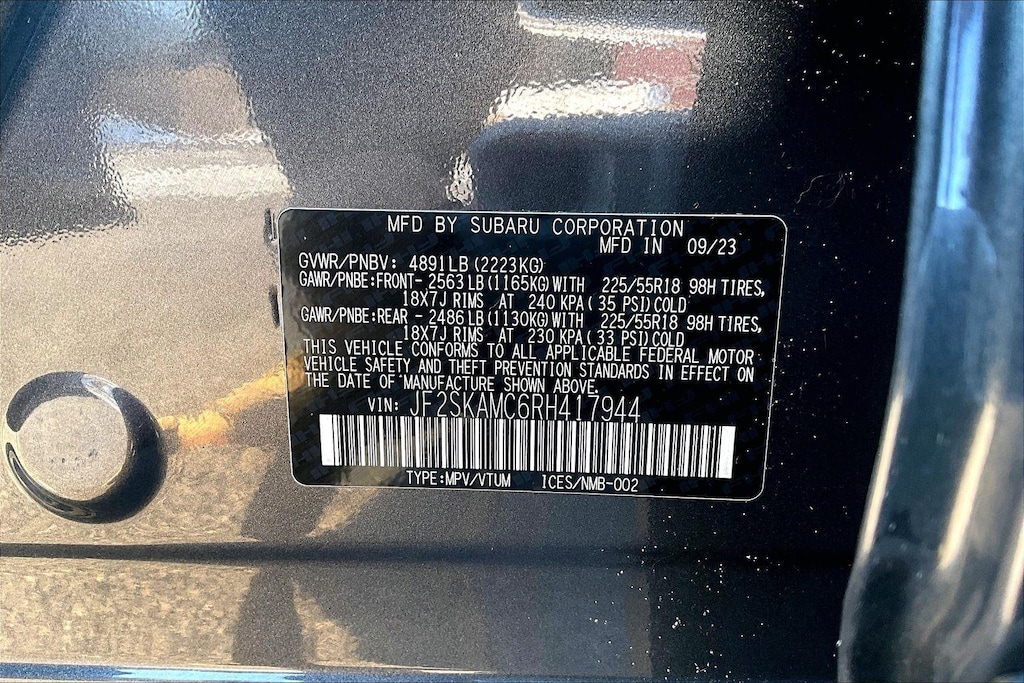 MFD BY SUBARU CORPORATION
MFD IN 09/23
GVWR/PNBV: 4891LB (2223KG)
GAWR/PNBE:FRONT- 2563LB (1165KG) WITH 225/55R18 98H TIRES,
18X7J RIMS AT 240 KPA ( 35 PSI) COLD
GAWR/PNBE:REAR - 2486LB (1130KG) WITH 225/55R18 98H TIRES,
18X7J RIMS AT 230 KPA ( 33 PSI) COLD
THIS VEHICLE CONFORMS TO ALL APPLICABLE FEDERAL MOTOR
VEHICLE SAFETY AND THEFT PREVENTION STANDARDS IN EFFECT ON
THE DATE OF MANUFACTURE SHOWN ABOVE.
VIN: JF2SKAMC6RH417944
TYPE:MPV/VTUM ICES/NMB-002